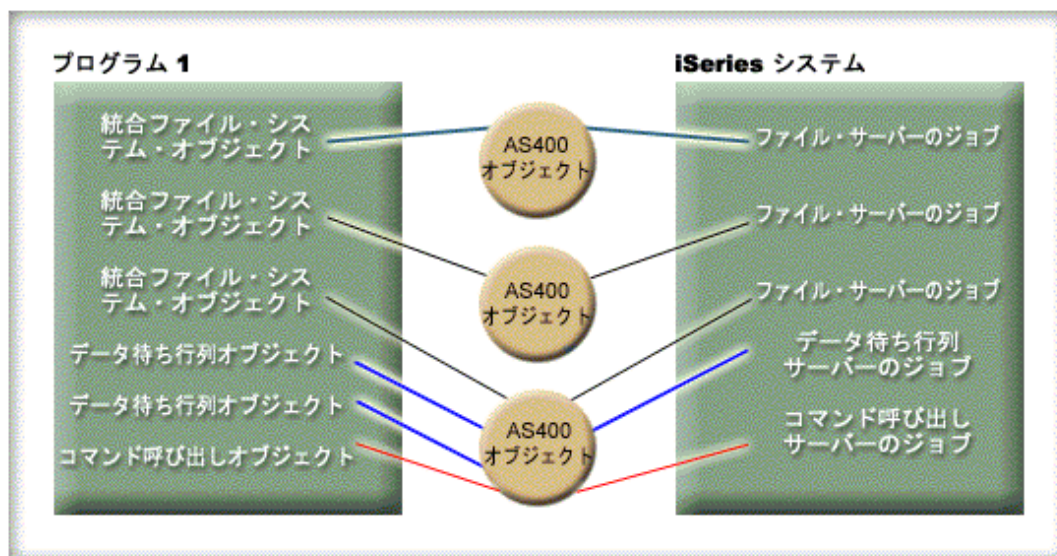 プログラム 1
統合ファイル・シス
テム・オブジェクト
統合ファイル・シス
テム・オブジェクト
統合ファイル・シス
テム・オブジェクト
データ待ち行列オブジェクト
データ待ち行列オブジェクト
コマンド呼び出しオブジェクト
AS400
オブジェクト
AS400
オブジェクト
AS400
オブジェクト
iSeries システム
ファイル・サーバーのジョブ
ファイル・サーバーのジョブ
ファイル・サーバーのジョブ
データ待ち行列
サーバーのジョブ
コマンド呼び出し
サーバーのジョブ